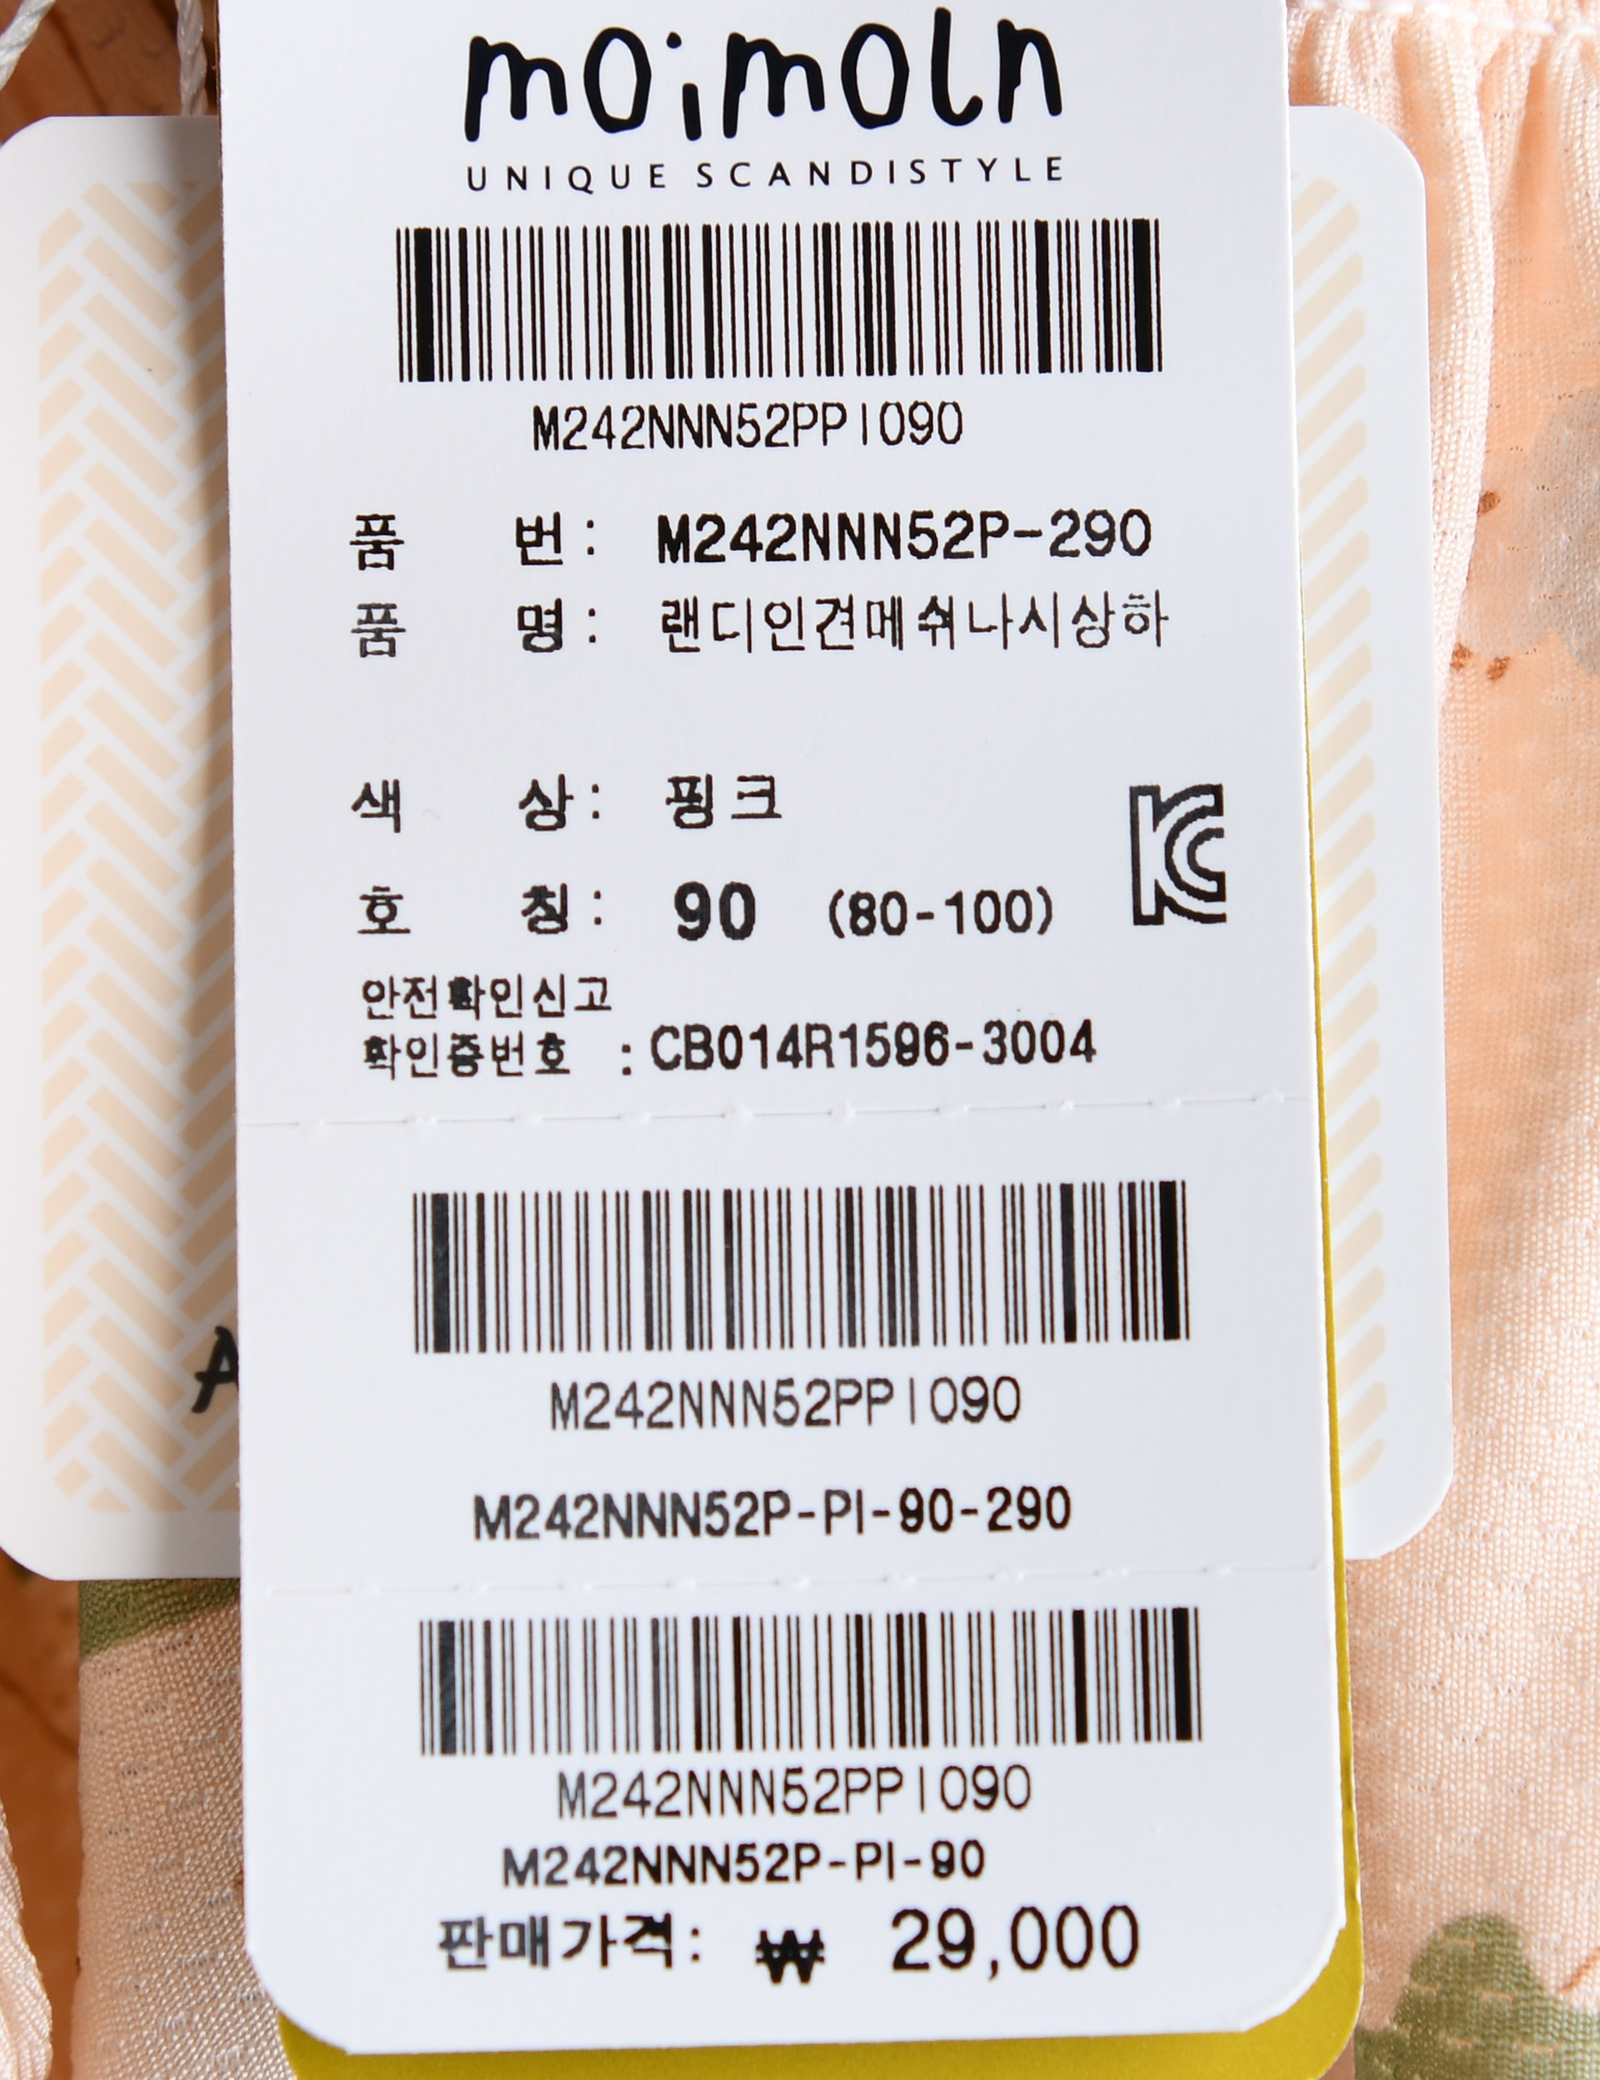 moimoln
UNIQUE SCANDISTYLE
M242NNN52PPI090
품 번: M242NNN52P-290
품 명: 랜디인견메쉬나시상하
색 상: 핑크
호 칭: 90 (80-100)
안전확인신고
확인증번호 : CB014R1596-3004
M242NNN52PPI090
M242NNN52P-PI-90-290
M242NNN52PPI090
M242NNN52P-PI-90
판매가격: ₩ 29,000